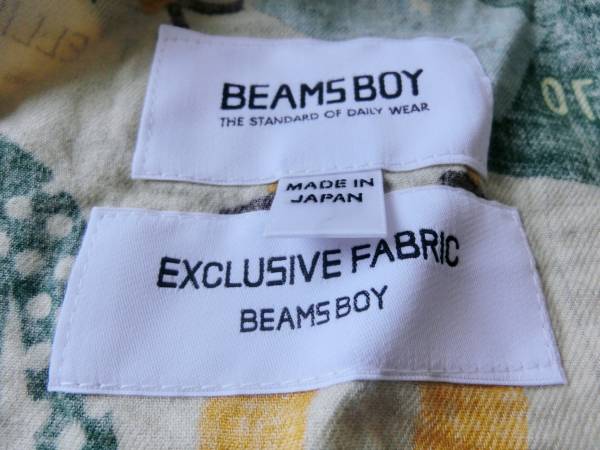 BEAMS BOY
THE STANDARD OF DAILY WEAR
MADE IN
JAPAN
EXCLUSIVE FABRIC
BEAMS BOY